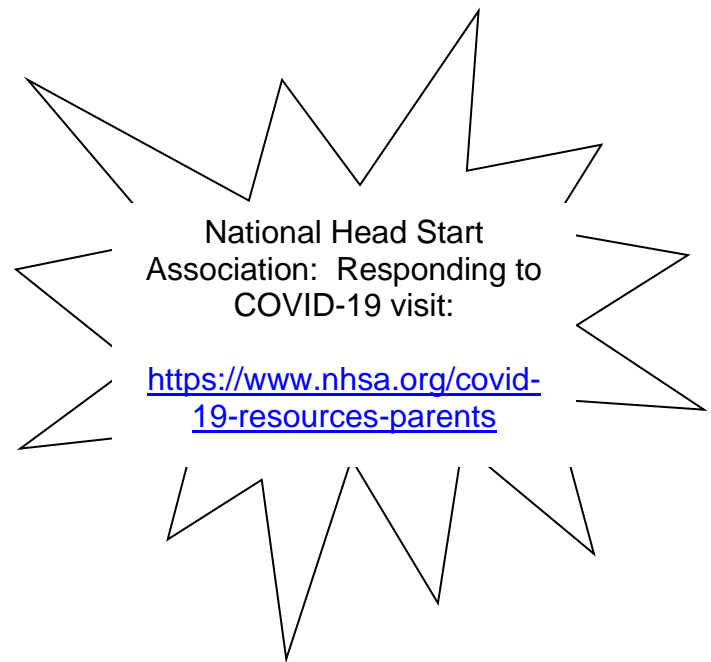 National Head Start
Association:  Responding to
COVID-19 visit:
https://www.nhsa.org/covid-
19-resources-parents